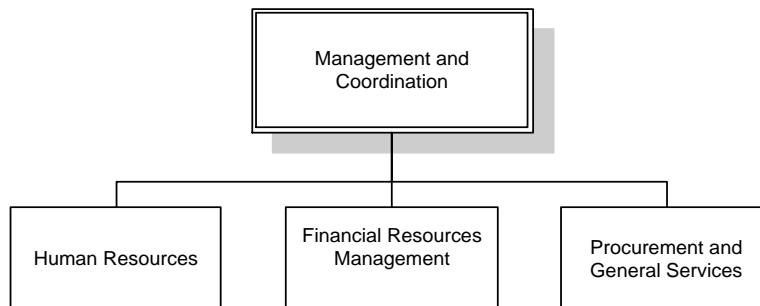 Management and
Coordination
Human Resources
Financial Resources
Management
Procurement and
General Services